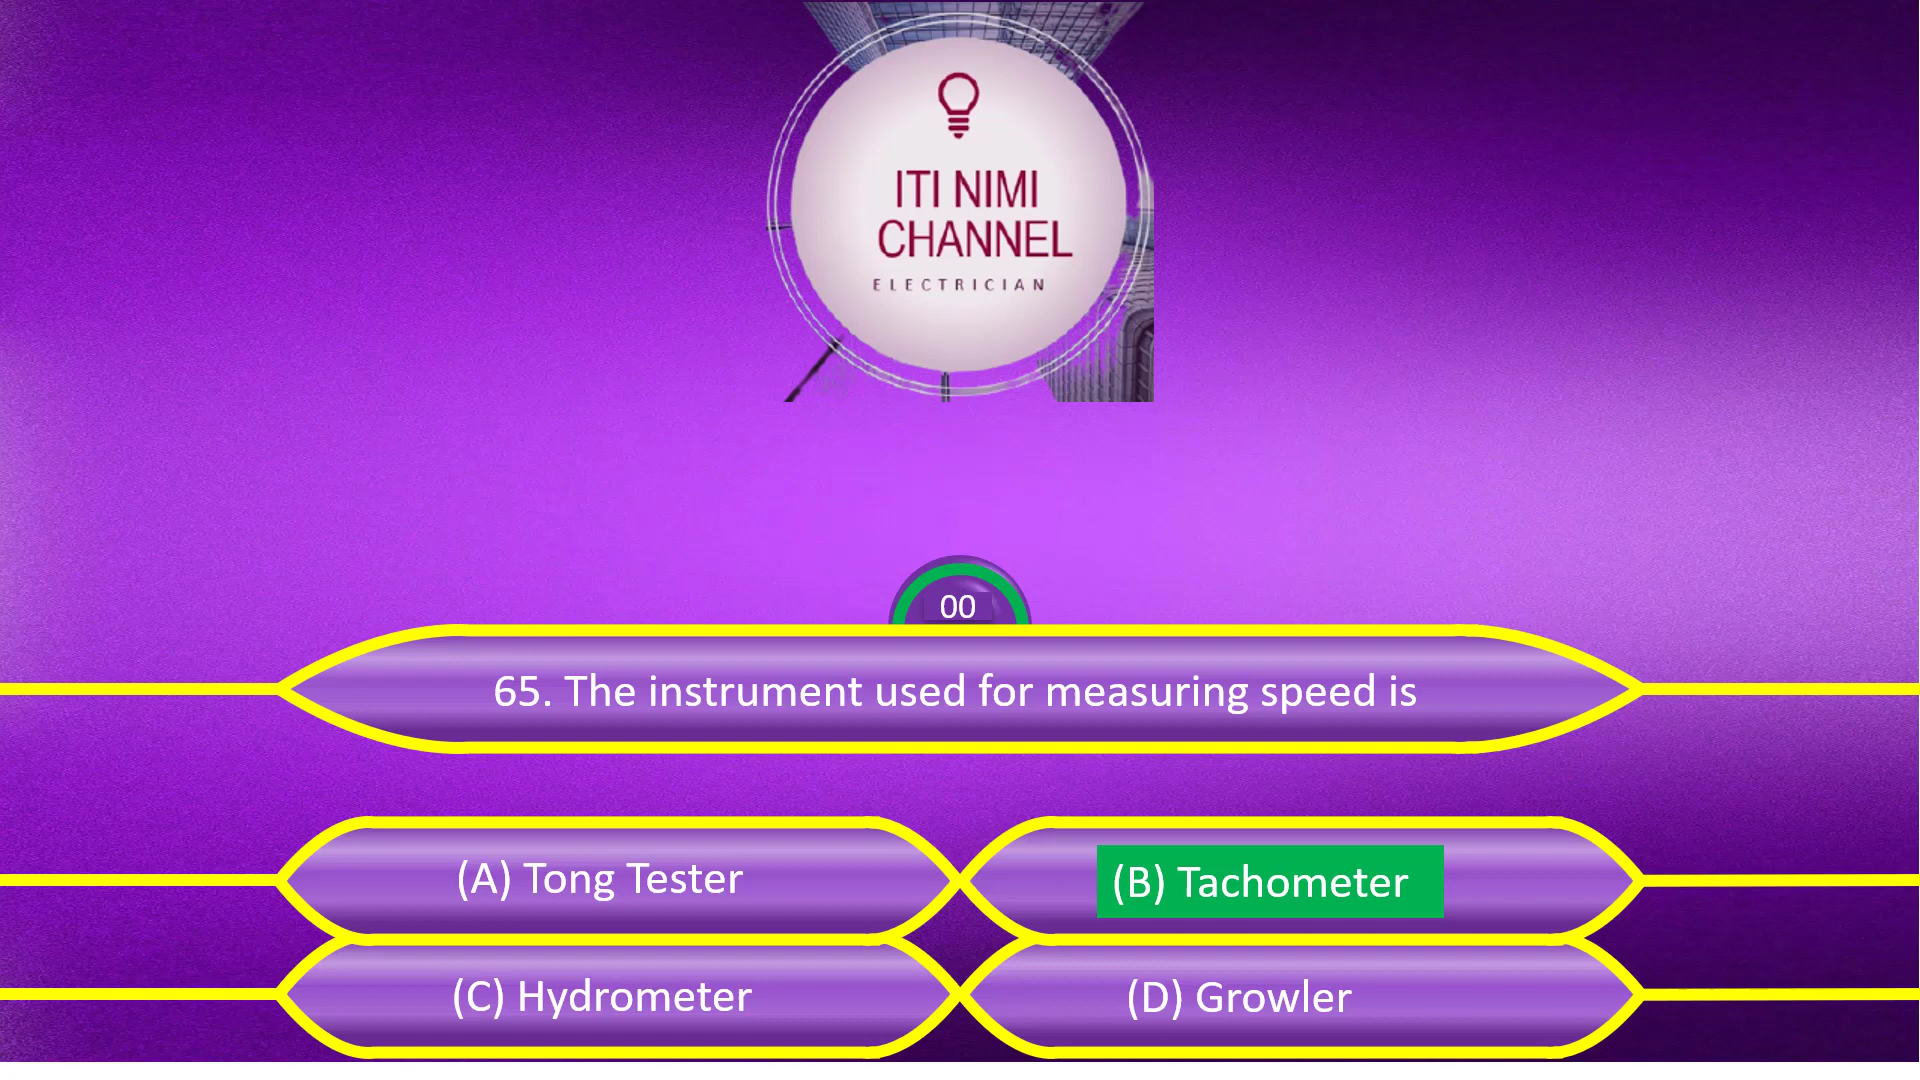 ITI NIMI
CHANNEL
ELECTRICIAN
00
65. The instrument used for measuring speed is
(A) Tong Tester
(B) Tachometer
(C) Hydrometer
(D) Growler